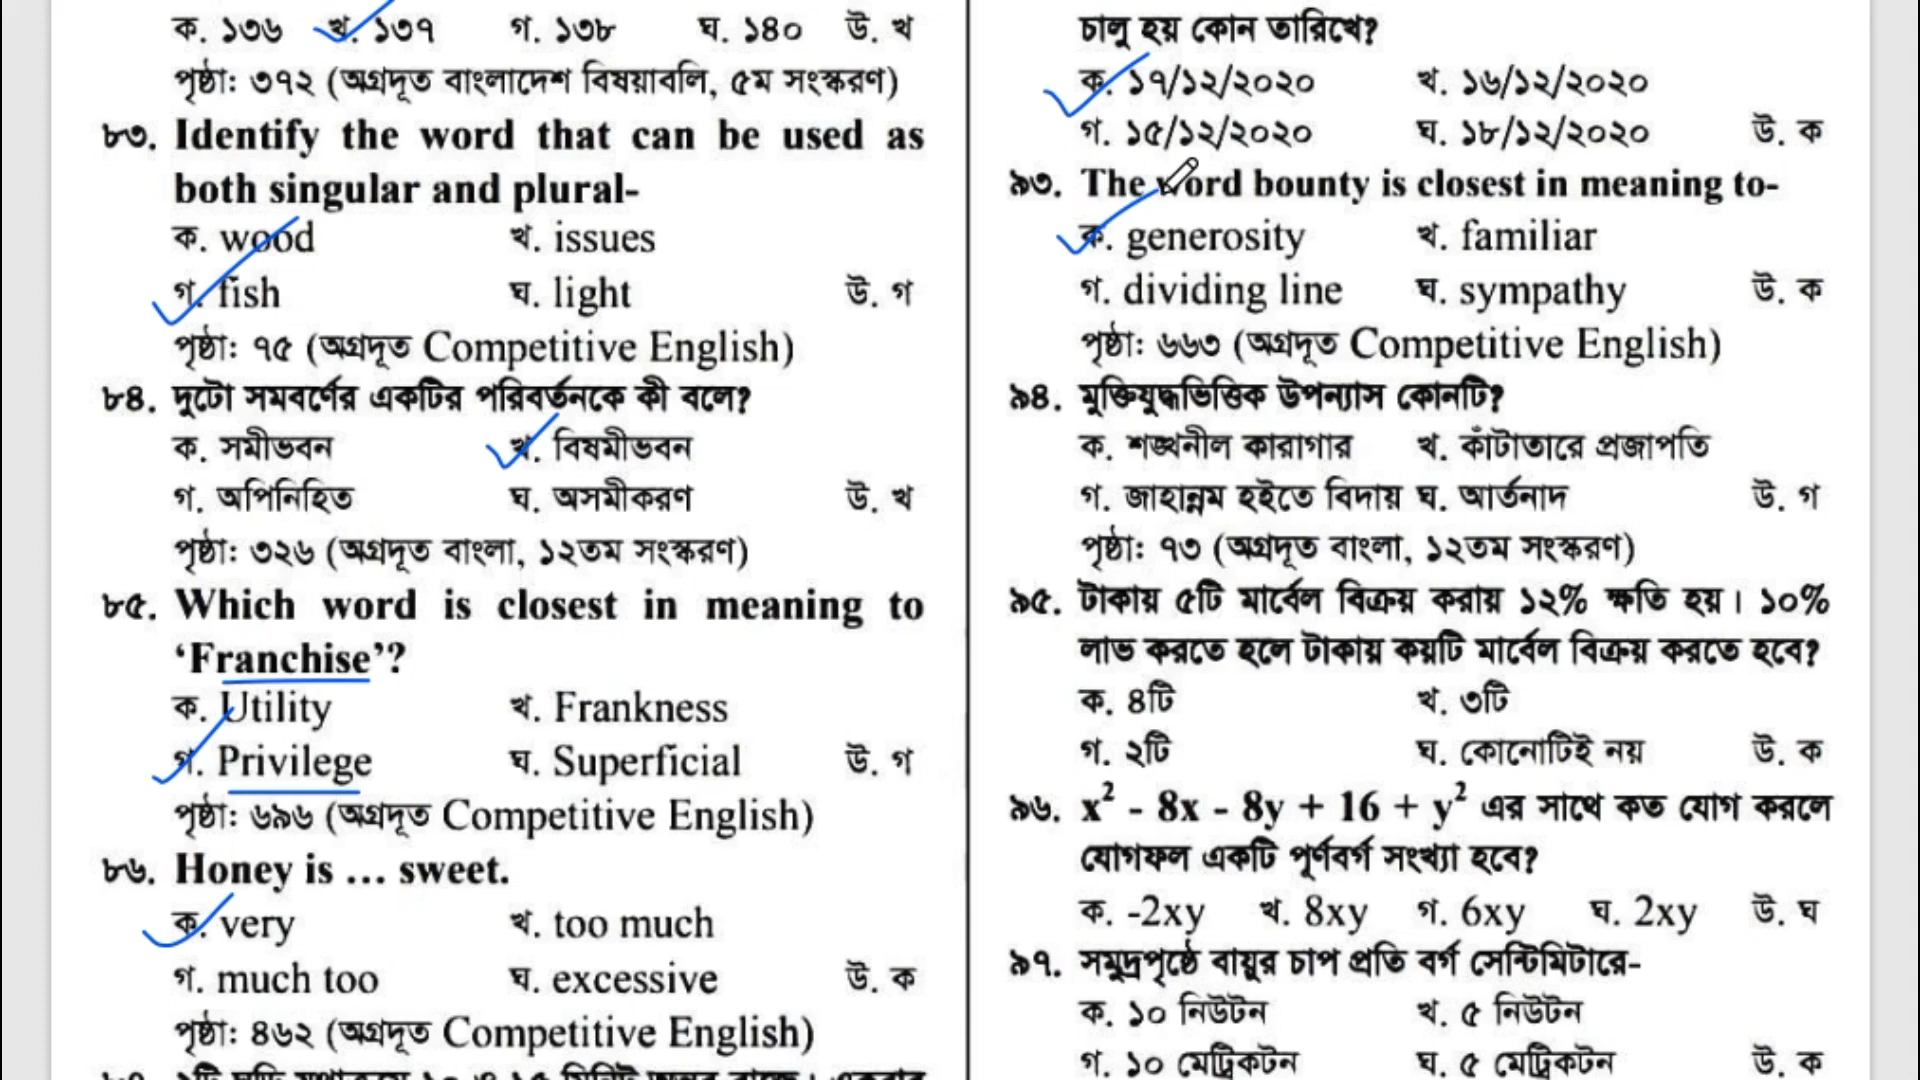 ক. ১৩৬ খ. ১৩৭ গ. ১৩৮ ঘ. ১৪০ উ. খ
পৃষ্ঠা: ৩৭২ (অগ্রদূত বাংলাদেশ বিষয়াবলি, ৫ম সংস্করণ)
৮৩. Identify the word that can be used as
both singular and plural-
ক. wood খ. issues
গ. fish ঘ. light উ. গ
পৃষ্ঠা: ৭৫ (অগ্রদূত Competitive English)
৮৪. দুটো সমবর্ণের একটির পরিবর্তনকে কী বলে?
ক. সমীভবন খ. বিষমীভবন
গ. অপিনিহিত ঘ. অসমীকরণ উ. খ
পৃষ্ঠা: ৩২৬ (অগ্রদূত বাংলা, ১২তম সংস্করণ)
৮৫. Which word is closest in meaning to
‘Franchise’?
ক. Utility খ. Frankness
গ. Privilege ঘ. Superficial উ. গ
পৃষ্ঠা: ৬৯৬ (অগ্রদূত Competitive English)
৮৬. Honey is ... sweet.
ক. very খ. too much
গ. much too ঘ. excessive উ. ক
পৃষ্ঠা: ৪৬২ (অগ্রদূত Competitive English)
চালু হয় কোন তারিখে?
ক. ১৭/১২/২০২০ খ. ১৬/১২/২০২০
গ. ১৫/১২/২০২০ ঘ. ১৮/১২/২০২০ উ. ক
৯৩. The word bounty is closest in meaning to-
ক. generosity খ. familiar
গ. dividing line ঘ. sympathy উ. ক
পৃষ্ঠা: ৬৬৩ (অগ্রদূত Competitive English)
৯৪. মুক্তিযুদ্ধভিত্তিক উপন্যাস কোনটি?
ক. শঙ্খনীল কারাগার খ. কাঁটাতারে প্রজাপতি
গ. জাহান্নম হইতে বিদায় ঘ. আর্তনাদ উ. গ
পৃষ্ঠা: ৭৩ (অগ্রদূত বাংলা, ১২তম সংস্করণ)
৯৫. টাকায় ৫টি মার্বেল বিক্রয় করায় ১২% ক্ষতি হয়। ১০%
লাভ করতে হলে টাকায় কয়টি মার্বেল বিক্রয় করতে হবে?
ক. ৪টি খ. ৩টি
গ. ২টি ঘ. কোনোটিই নয় উ. ক
৯৬. x² - 8x - 8y + 16 + y² এর সাথে কত যোগ করলে
যোগফল একটি পূর্ণবর্গ সংখ্যা হবে?
ক. -2xy খ. 8xy গ. 6xy ঘ. 2xy উ. ঘ
৯৭. সমুদ্রপৃষ্ঠে বায়ুর চাপ প্রতি বর্গ সেন্টিমিটারে-
ক. ১০ নিউটন খ. ৫ নিউটন
গ. ১০ মেট্রিকটন ঘ. ৫ মেট্রিকটন উ. ক